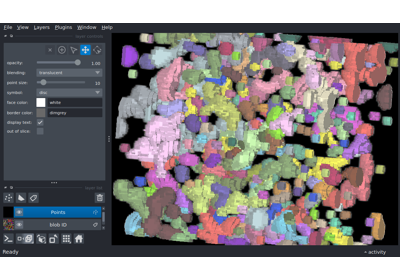 File View Layers Plugins Window Help
opacity: 1.00
blending: translucent
point size: 10
symbol: disc
face color: white
border color: dimgrey
display text:
out of slice:
Points
blob ID
Ready
activity